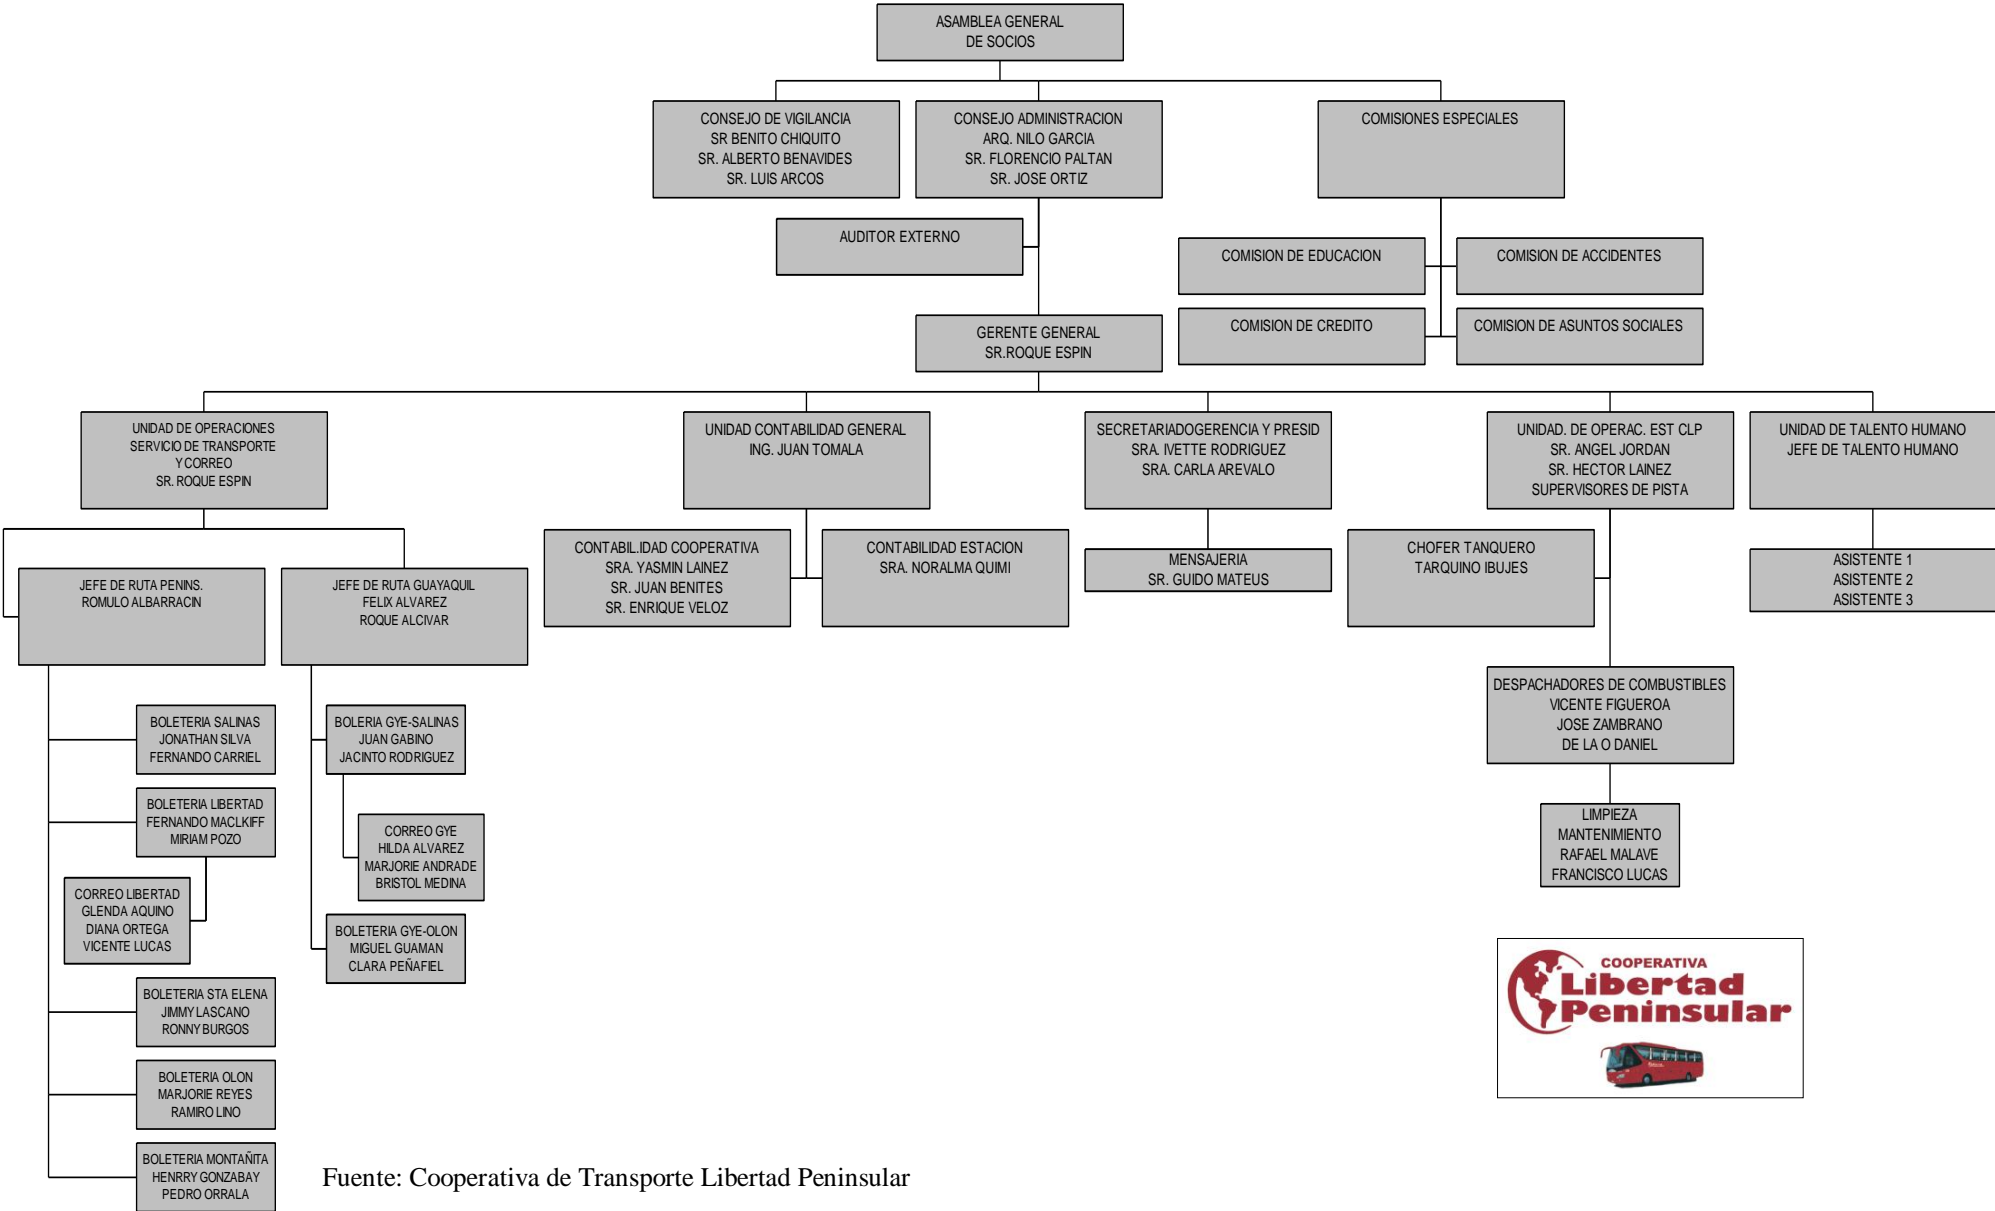 ASAMBLEA GENERAL
DE SOCIOS
CONSEJO DE VIGILANCIA
SR BENITO CHIQUITO
SR. ALBERTO BENAVIDES
SR. LUIS ARCOS
CONSEJO ADMINISTRACION
ARQ. NILO GARCIA
SR. FLORENCIO PALTAN
SR. JOSE ORTIZ
COMISIONES ESPECIALES
AUDITOR EXTERNO
COMISION DE EDUCACION
COMISION DE ACCIDENTES
COMISION DE CREDITO
COMISION DE ASUNTOS SOCIALES
GERENTE GENERAL
SR.ROQUE ESPIN
UNIDAD DE OPERACIONES
SERVICIO DE TRANSPORTE
Y CORREO
SR. ROQUE ESPIN
UNIDAD CONTABILIDAD GENERAL
ING. JUAN TOMALA
SECRETARIADOGERENCIA Y PRESID
SRA. IVETTE RODRIGUEZ
SRA. CARLA AREVALO
UNIDAD. DE OPERAC. EST CLP
SR. ANGEL JORDAN
SR. HECTOR LAINEZ
SUPERVISORES DE PISTA
UNIDAD DE TALENTO HUMANO
JEFE DE TALENTO HUMANO
JEFE DE RUTA PENINS.
ROMULO ALBARRACIN
JEFE DE RUTA GUAYAQUIL
FELIX ALVAREZ
ROQUE ALCIVAR
CONTABIL.IDAD COOPERATIVA
SRA. YASMIN LAINEZ
SR. JUAN BENITES
SR. ENRIQUE VELOZ
CONTABILIDAD ESTACION
SRA. NORALMA QUIMI
MENSAJERIA
SR. GUIDO MATEUS
CHOFER TANQUERO
TARQUINO IBUJES
ASISTENTE 1
ASISTENTE 2
ASISTENTE 3
DESPACHADORES DE COMBUSTIBLES
VICENTE FIGUEROA
JOSE ZAMBRANO
DE LA O DANIEL
LIMPIEZA
MANTENIMIENTO
RAFAEL MALAVE
FRANCISCO LUCAS
BOLETERIA SALINAS
JONATHAN SILVA
FERNANDO CARRIEL
BOLERIA GYE-SALINAS
JUAN GABINO
JACINTO RODRIGUEZ
BOLETERIA LIBERTAD
FERNANDO MACLKIFF
MIRIAM POZO
CORREO GYE
HILDA ALVAREZ
MARJORIE ANDRADE
BRISTOL MEDINA
CORREO LIBERTAD
GLENDA AQUINO
DIANA ORTEGA
VICENTE LUCAS
BOLETERIA GYE-OLON
MIGUEL GUAMAN
CLARA PEÑAFIEL
BOLETERIA STA ELENA
JIMMY LASCANO
RONNY BURGOS
BOLETERIA OLON
MARJORIE REYES
RAMIRO LINO
BOLETERIA MONTAÑITA
HENRRY GONZABAY
PEDRO ORRALA
COOPERATIVA
Libertad
Peninsular
Fuente: Cooperativa de Transporte Libertad Peninsular